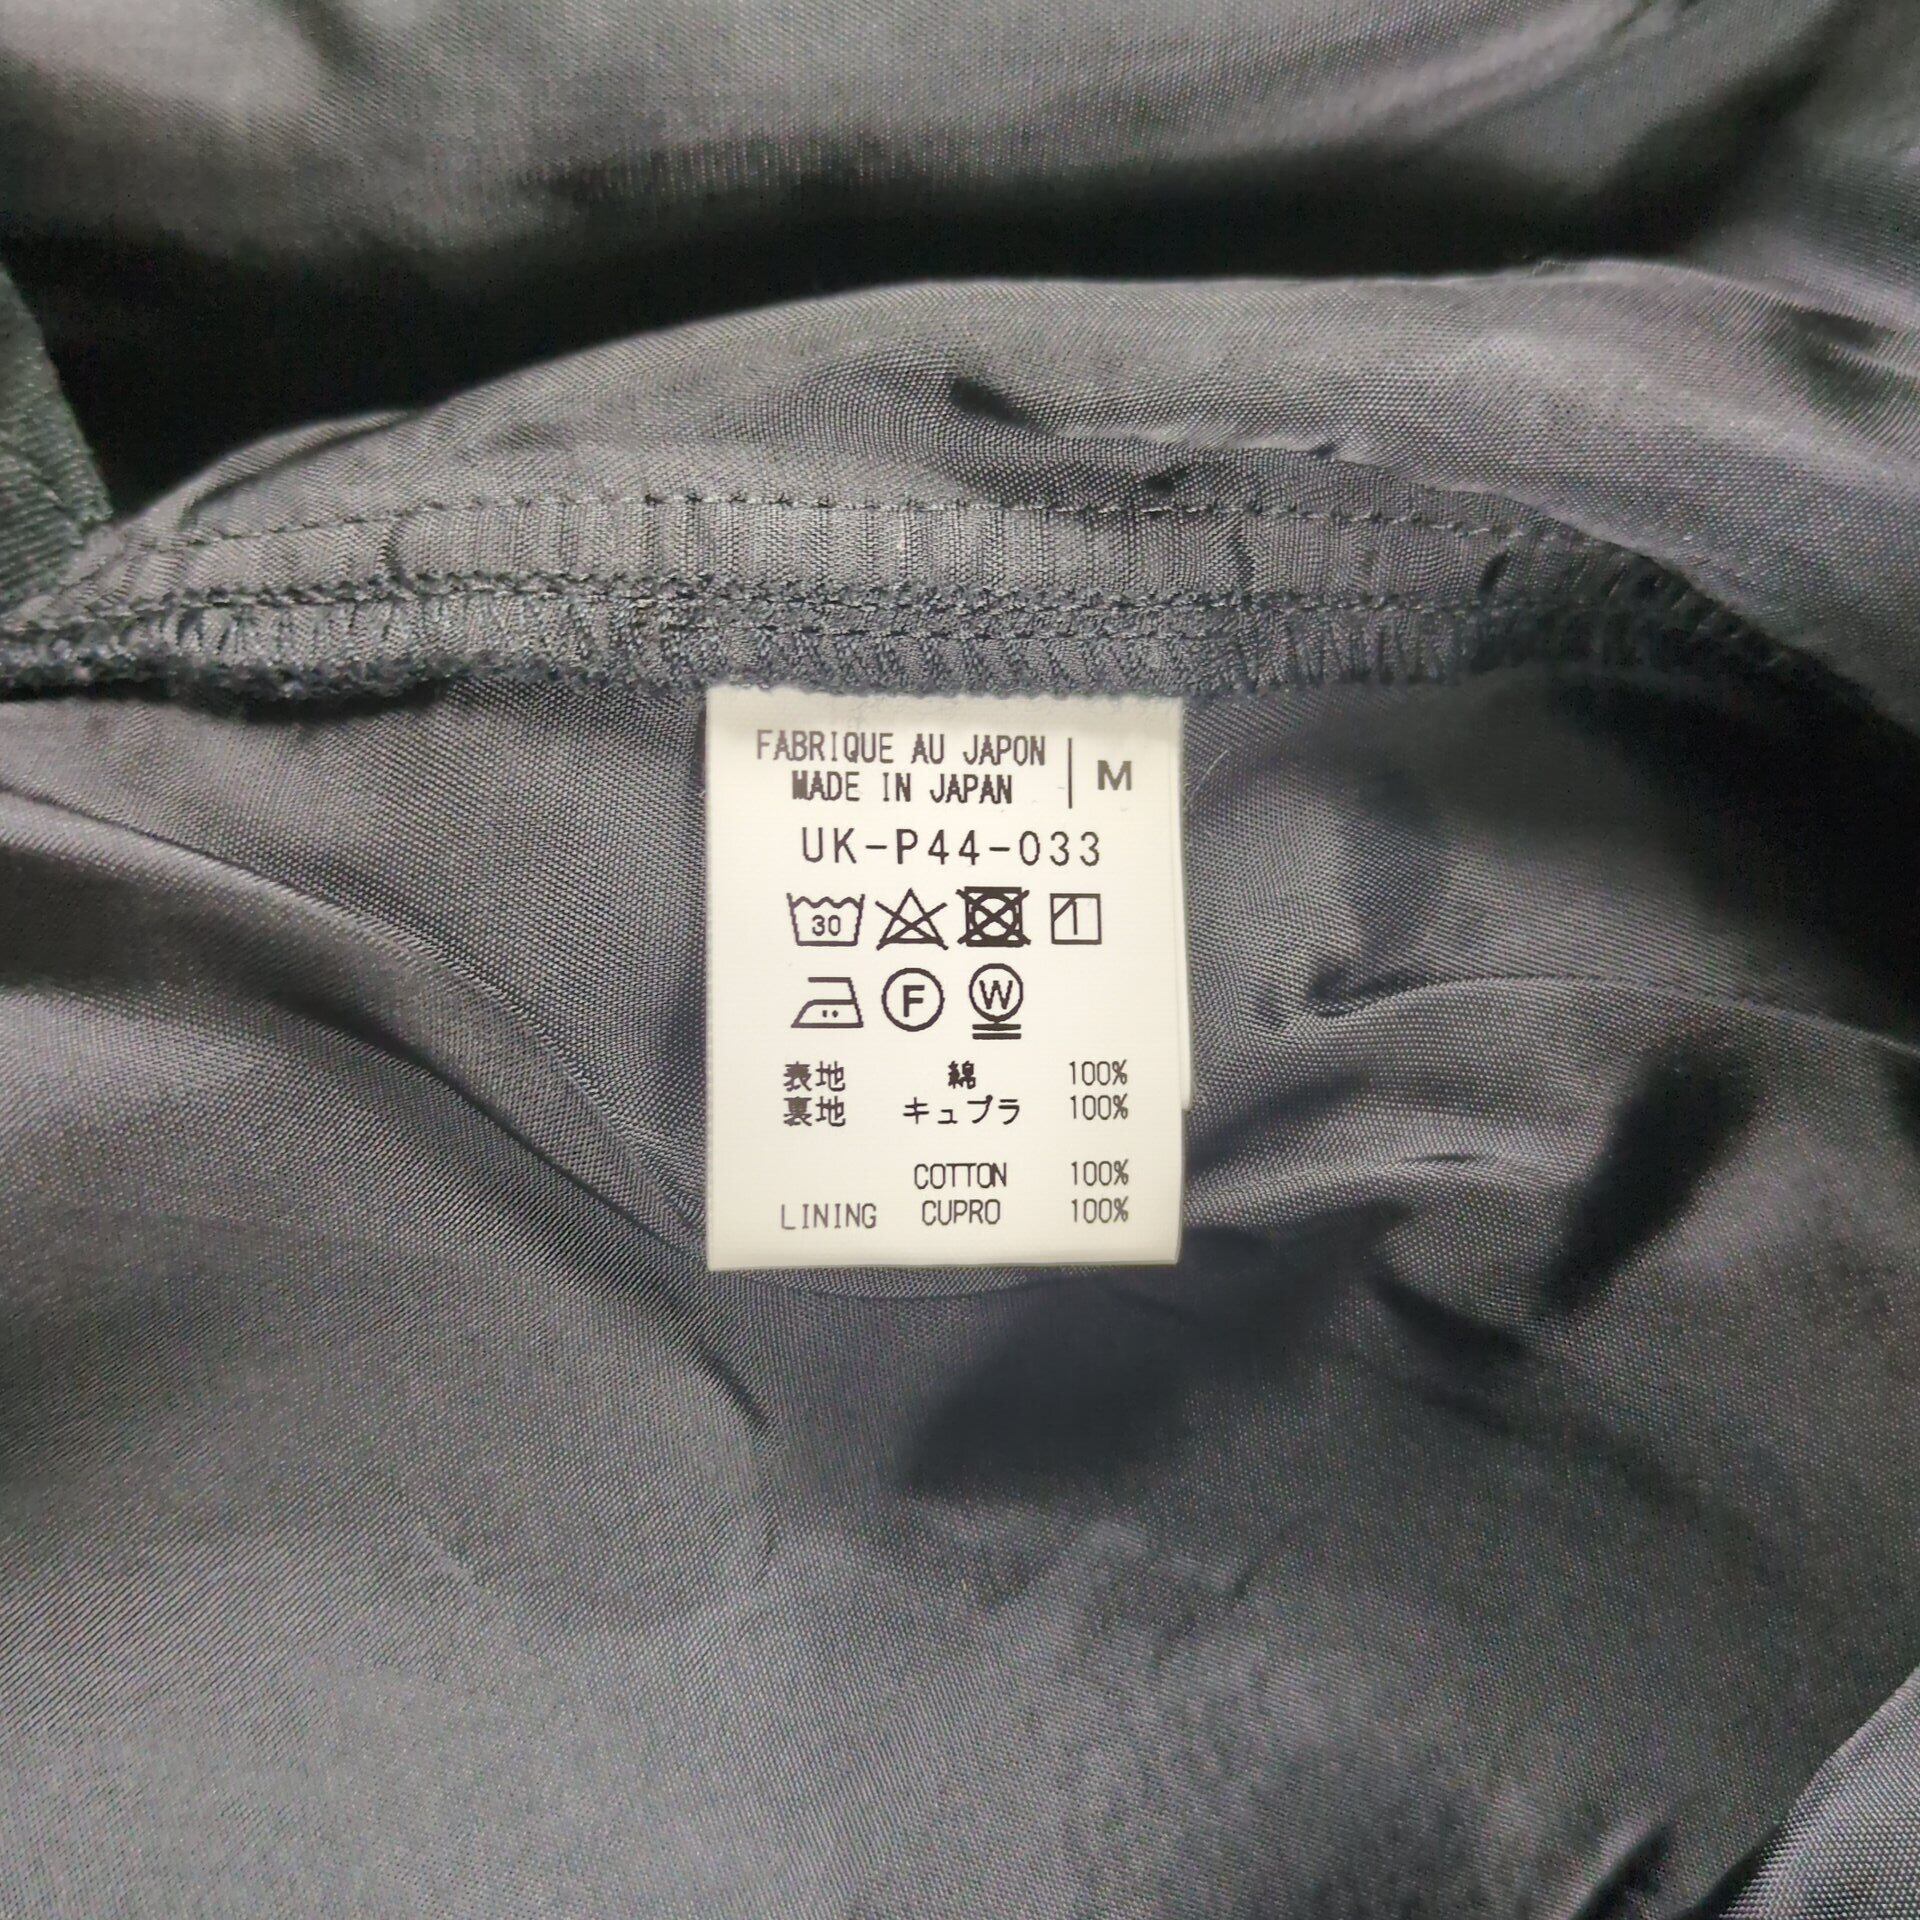 FABRIQUE AU JAPON
MADE IN JAPAN
M
UK-P44-033
30
F
W
表地 綿 100%
裏地 キュプラ 100%
COTTON 100%
LINING CUPRO 100%